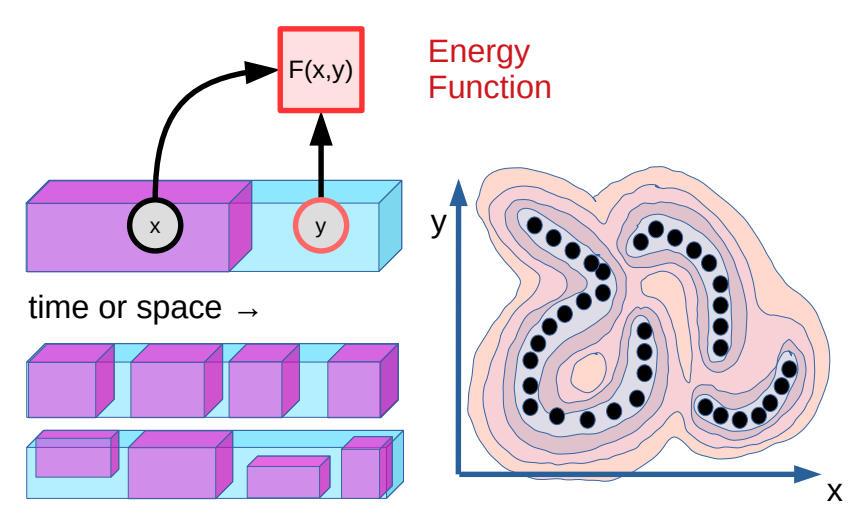 F(x,y)
Energy
Function
x
y
time or space →
y
x